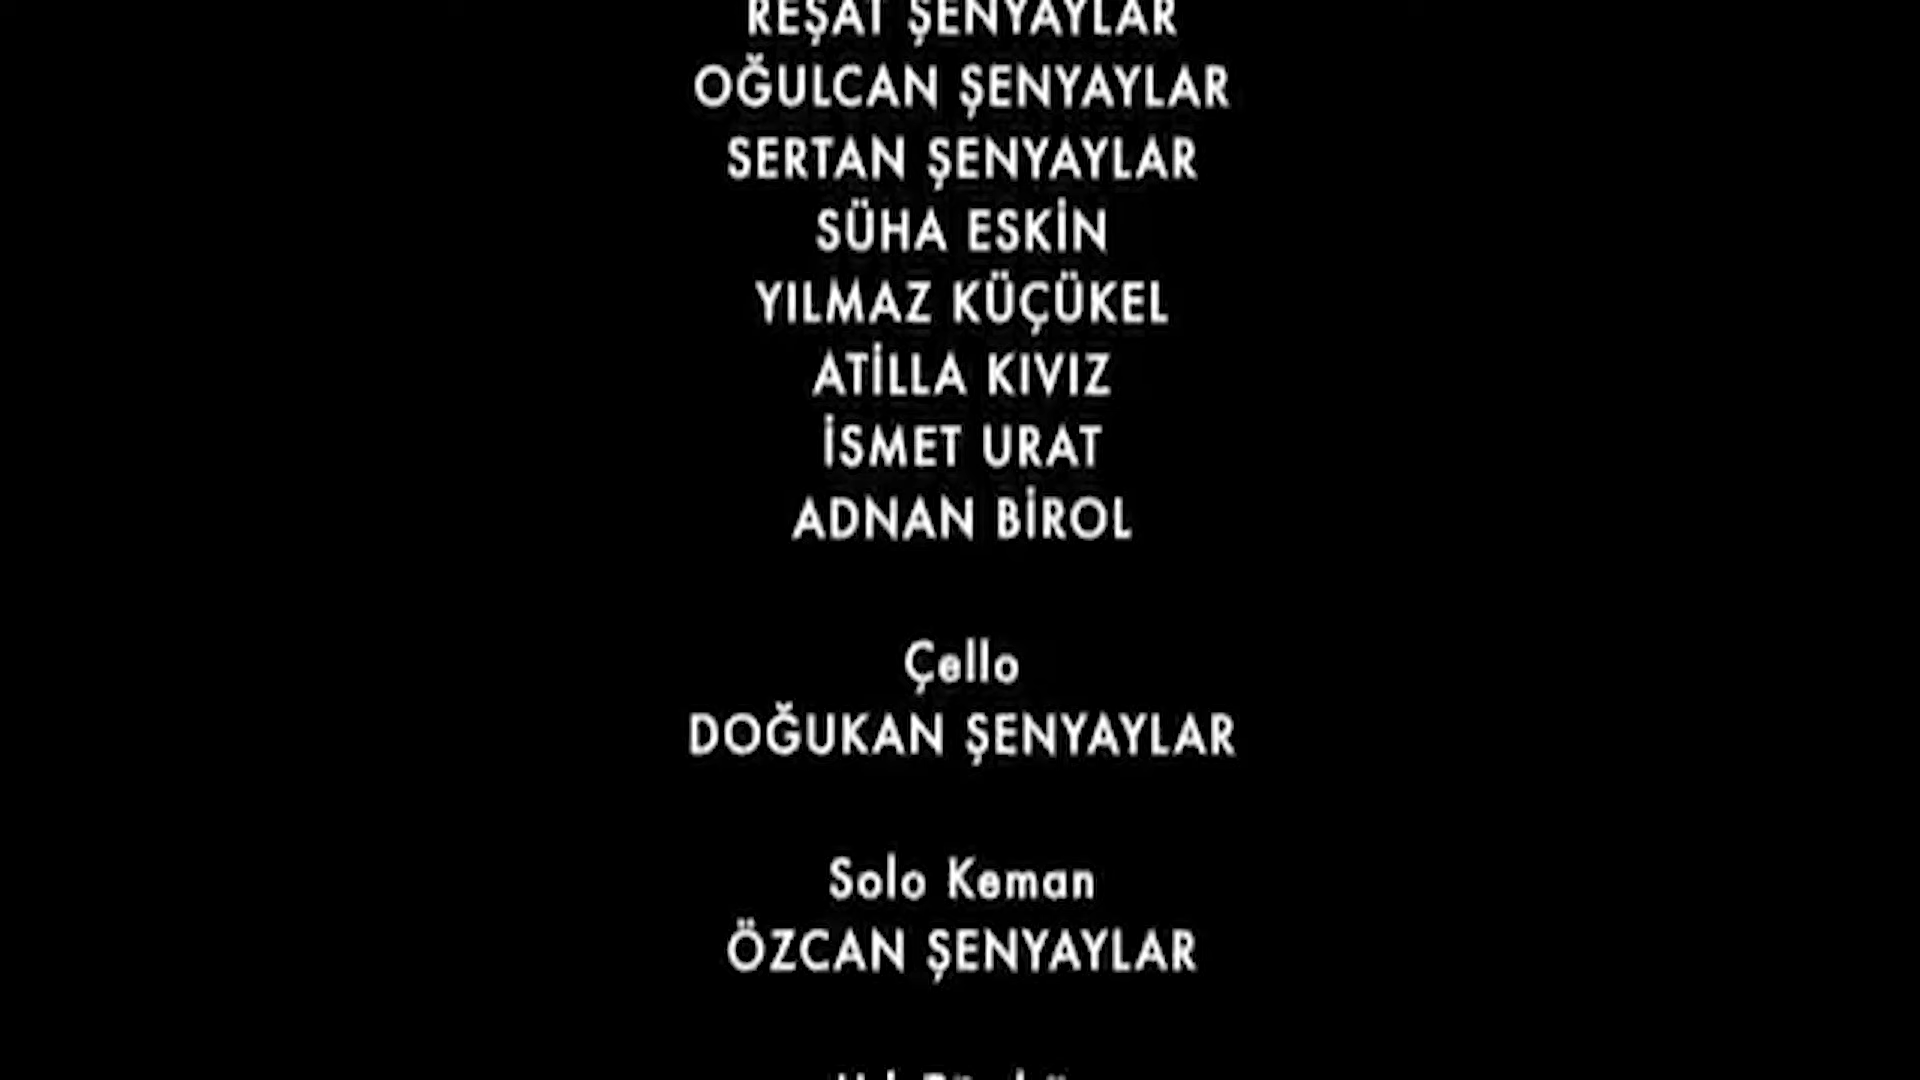 REŞAT ŞENYAYLAR
OĞULCAN ŞENYAYLAR
SERTAN ŞENYAYLAR
SÜHA ESKİN
YILMAZ KÜÇÜKEL
ATİLLA KIVIZ
İSMET URAT
ADNAN BİROL
Çello
DOĞUKAN ŞENYAYLAR
Solo Keman
ÖZCAN ŞENYAYLAR